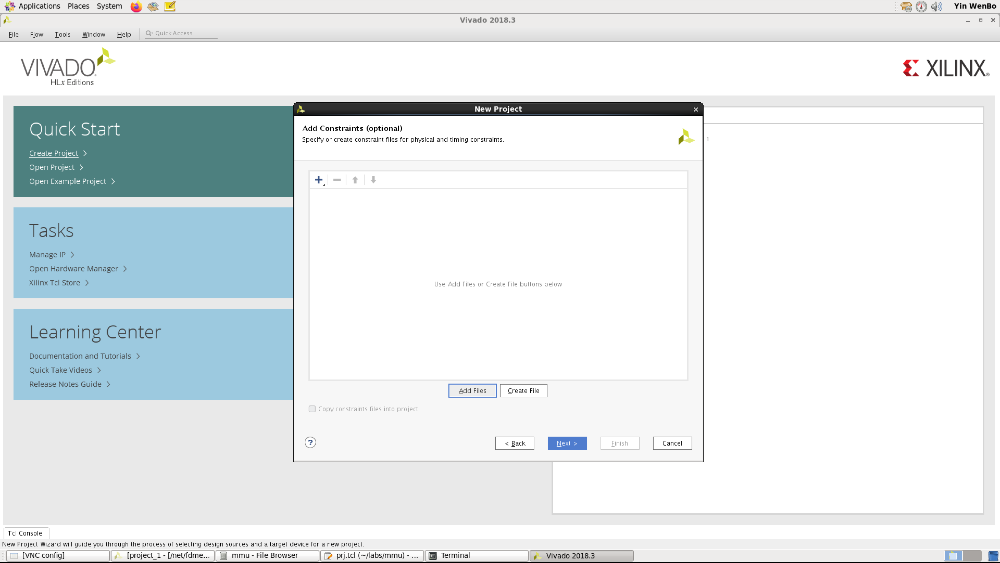 Applications Places System Yin WenBo
Vivado 2018.3
File Flow Tools Window Help Quick Access
VIVADO.
HLx Editions
XILINX®
Quick Start
Create Project
Open Project
Open Example Project
Tasks
Manage IP
Open Hardware Manager
Xilinx Tcl Store
Learning Center
Documentation and Tutorials
Quick Take Videos
Release Notes Guide
New Project
Add Constraints (optional)
Specify or create constraint files for physical and timing constraints.
_1
Use Add Files or Create File buttons below
Add Files Create File
Copy constraints files into project
? < Back Next > Finish Cancel
Tcl Console
New Project Wizard will guide you through the process of selecting design sources and a target device for a new project.
[VNC config] [project_1 - [/net/fdme... mmu - File Browser prj.tcl (~/labs/mmu) - ... Terminal Vivado 2018.3